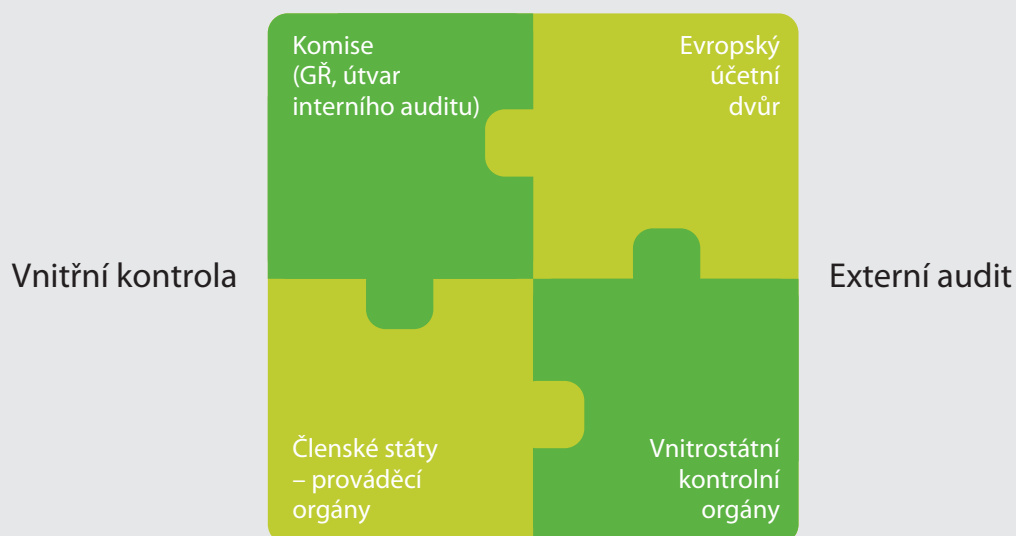 Komise
(GŘ, útvar
interního auditu)
Evropský
účetní
dvůr
Vnitřní kontrola
Externí audit
Členské státy
– prováděcí
orgány
Vnitrostátní
kontrolní
orgány